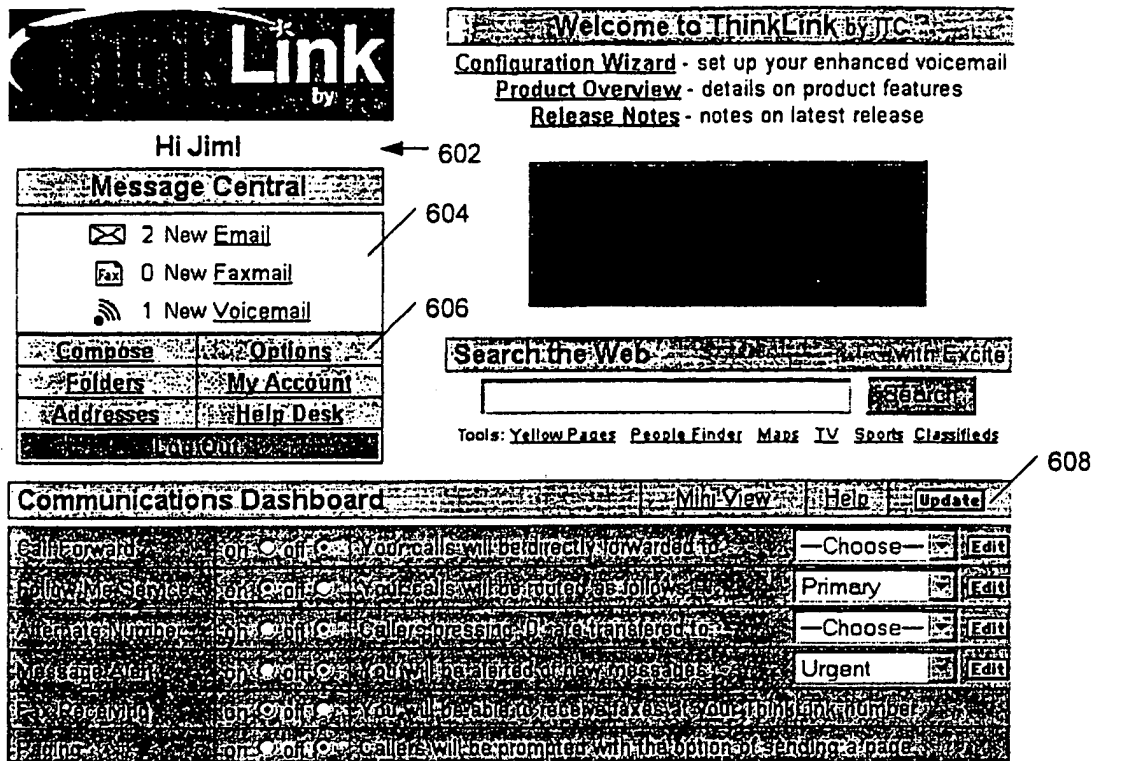 ThinkLink
by
Hi Jim!
602
Message Central
604
2 New Email
0 New Faxmail
1 New Voicemail
606
Compose Options
Folders My Account
Addresses Help Desk
Log Out
Welcome to ThinkLink by JTC
Configuration Wizard - set up your enhanced voicemail
Product Overview - details on product features
Release Notes - notes on latest release
Search the Web with Excite
Search
Tools: Yellow Pages People Finder Maps TV Sports Classifieds
608
Communications Dashboard Mini View Help Update
Call Forward on off Your calls will be directly forwarded to —Choose— Edit
Follow Me Service on off Your calls will be routed as follows Primary Edit
Alternate Number on off Callers pressing '0' are transfered to —Choose— Edit
Message Alert on off You will be alerted of new messages Urgent Edit
Fax Receiving on off You will be able to receive faxes at your ThinkLink number
Paging on off Callers will be prompted with the option of sending a page